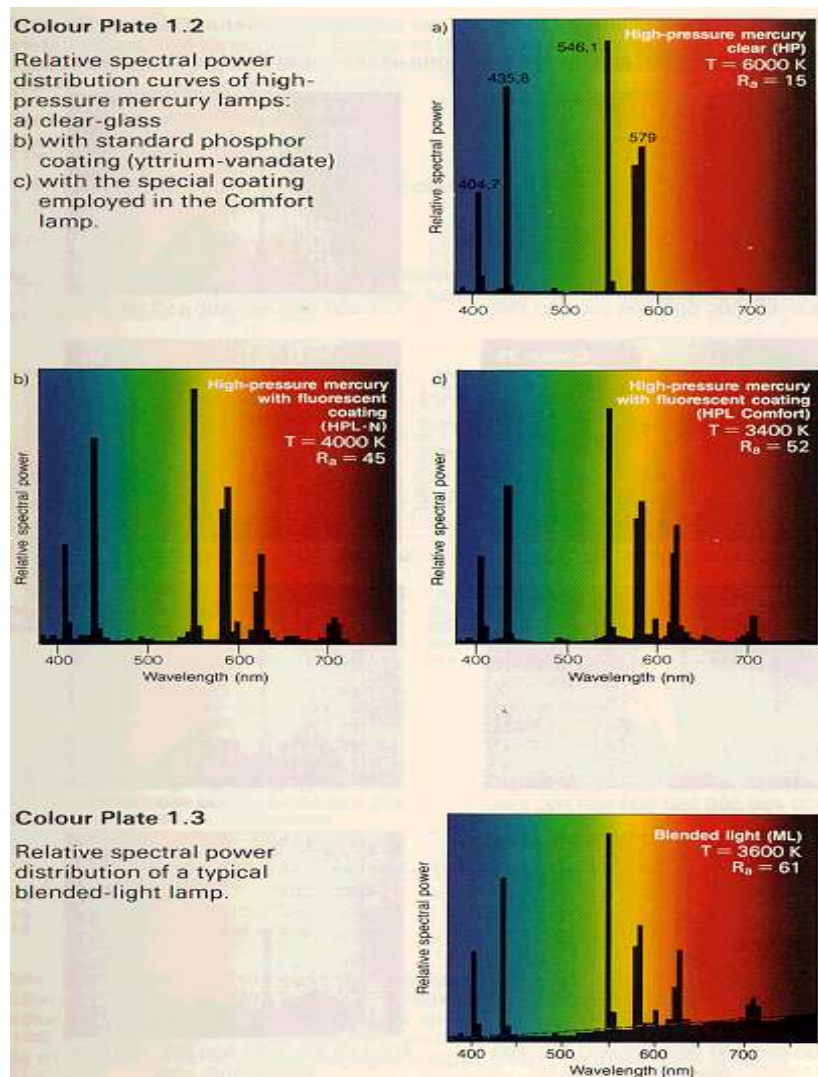 Colour Plate 1.2
Relative spectral power
distribution curves of high-
pressure mercury lamps:
a) clear-glass
b) with standard phosphor
coating (yttrium-vanadate)
c) with the special coating
employed in the Comfort
lamp.
a)
High-pressure mercury
clear (HP)
T = 6000 K
Ra = 15
546,1
435,8
579
404,7
Relative spectral power
400 500 600 700
b)
High-pressure mercury
with fluorescent
coating
(HPL-N)
T = 4000 K
Ra = 45
Relative spectral power
400 500 600 700
Wavelength (nm)
c)
High-pressure mercury
with fluorescent coating
(HPL Comfort)
T = 3400 K
Ra = 52
Relative spectral power
400 500 600 700
Wavelength (nm)
Colour Plate 1.3
Relative spectral power
distribution of a typical
blended-light lamp.
Blended light (ML)
T = 3600 K
Ra = 61
Relative spectral power
400 500 600 700
Wavelength (nm)